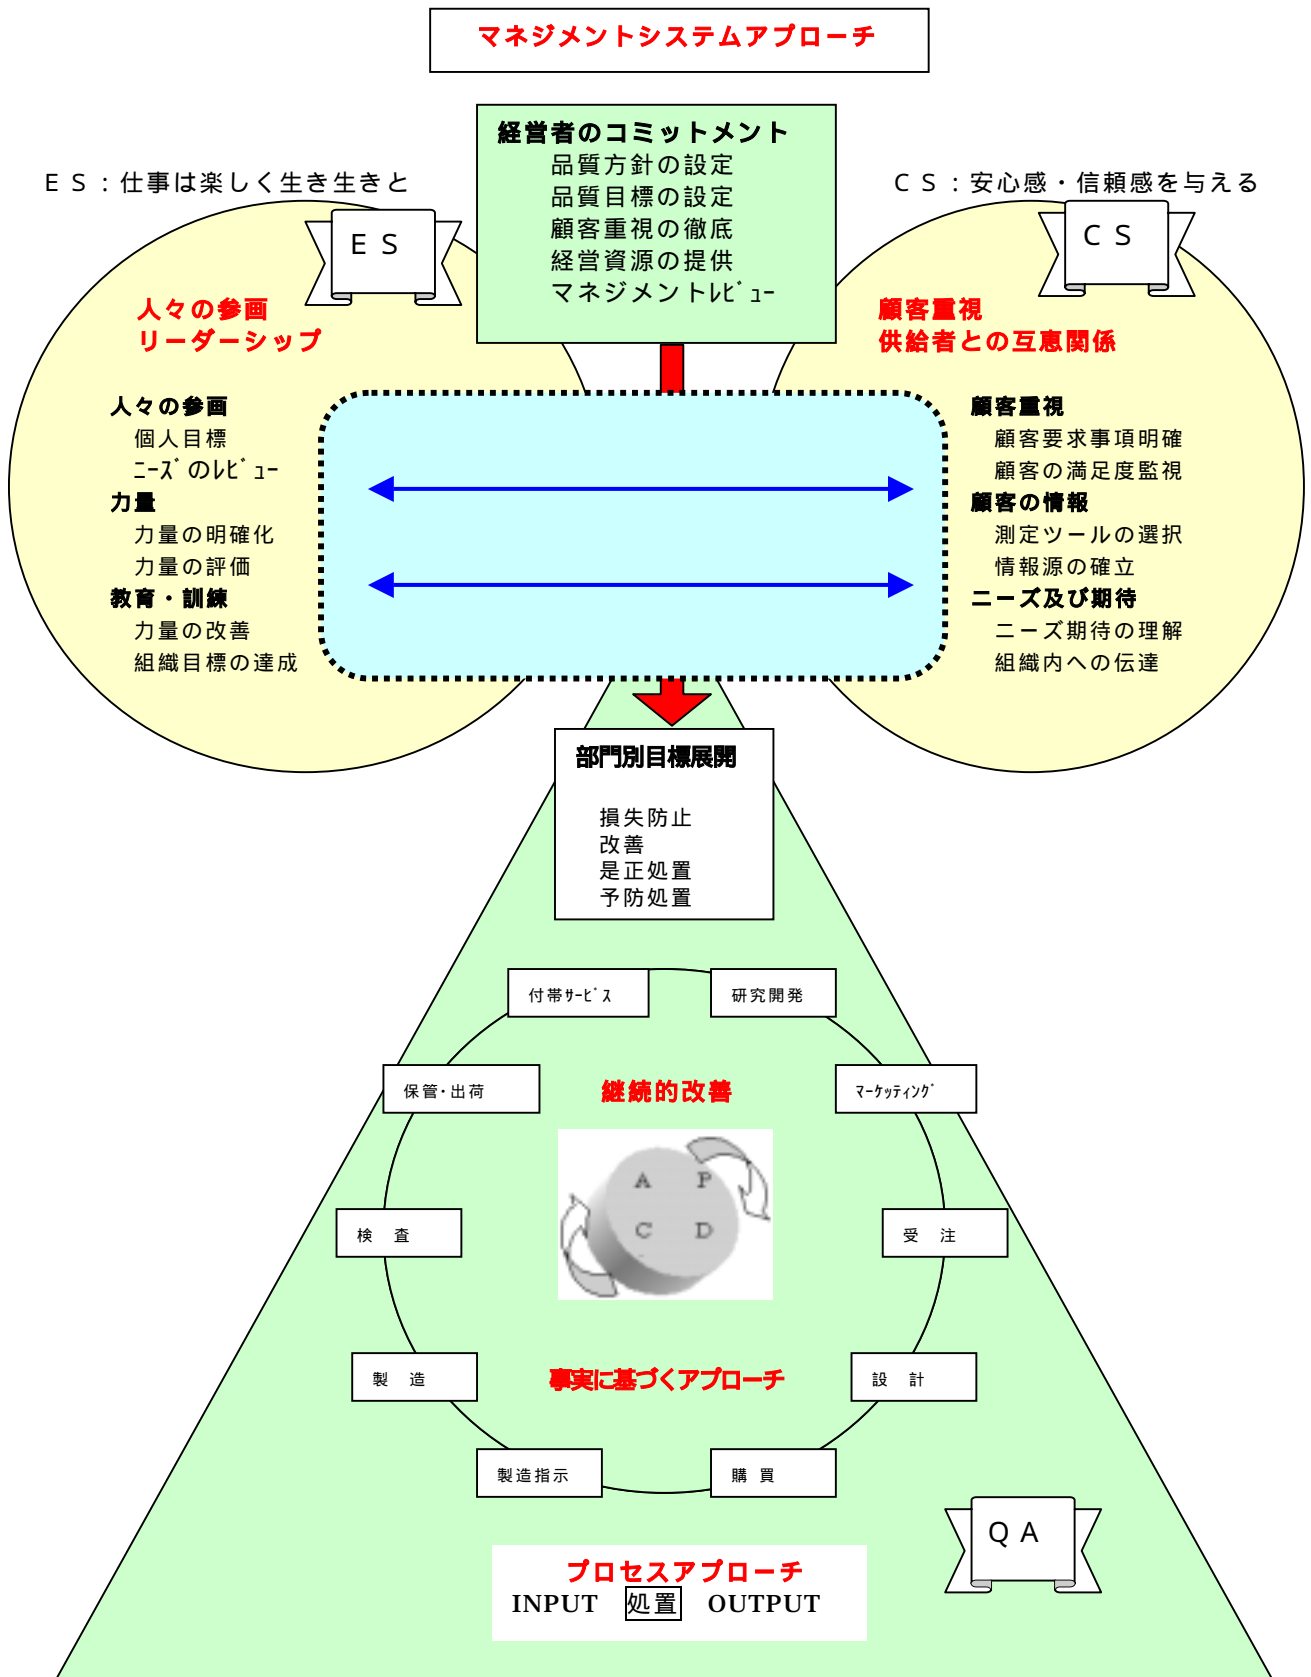 マネジメントシステムアプローチ
経営者のコミットメント
品質方針の設定
品質目標の設定
顧客重視の徹底
経営資源の提供
マネジメントﾚﾋﾞｭｰ
ＥＳ：仕事は楽しく生き生きと
ＥＳ
人々の参画
リーダーシップ
人々の参画
個人目標
ﾆｰｽﾞのﾚﾋﾞｭｰ
力量
力量の明確化
力量の評価
教育・訓練
力量の改善
組織目標の達成
ＣＳ：安心感・信頼感を与える
ＣＳ
顧客重視
供給者との互恵関係
顧客重視
顧客要求事項明確
顧客の満足度監視
顧客の情報
測定ツールの選択
情報源の確立
ニーズ及び期待
ニーズ期待の理解
組織内への伝達
部門別目標展開
損失防止
改善
是正処置
予防処置
付帯ｻｰﾋﾞｽ
研究開発
保管･出荷
継続的改善
ﾏｰｹｯﾃｨﾝｸﾞ
A P
C D
検　査
受　注
製　造
事実に基づくアプローチ
設　計
製造指示
購 買
ＱＡ
プロセスアプローチ
INPUT 処置 OUTPUT